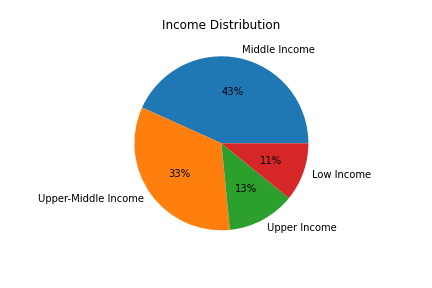 Income Distribution
Middle Income
43%
11%
Low Income
33%
13%
Upper-Middle Income
Upper Income